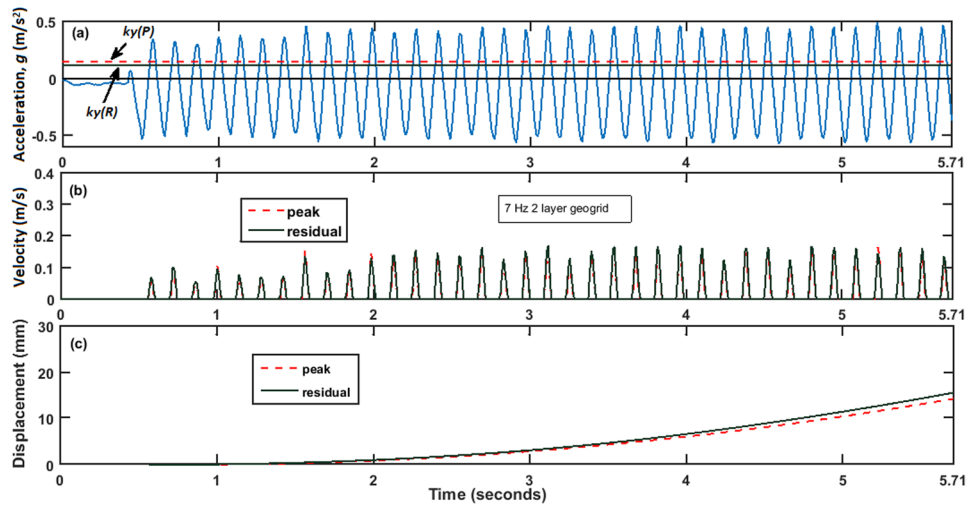 (a)
ky(P)
ky(R)
Acceleration, g (m/s²)
0.5
0
-0.5
0 1 2 3 4 5 5.71
(b)
Velocity (m/s)
0.4
0.3
0.2
0.1
0
peak
residual
7 Hz 2 layer geogrid
0 1 2 3 4 5 5.71
(c)
Displacement (mm)
30
20
10
0
peak
residual
0 1 2 3 4 5 5.71
Time (seconds)